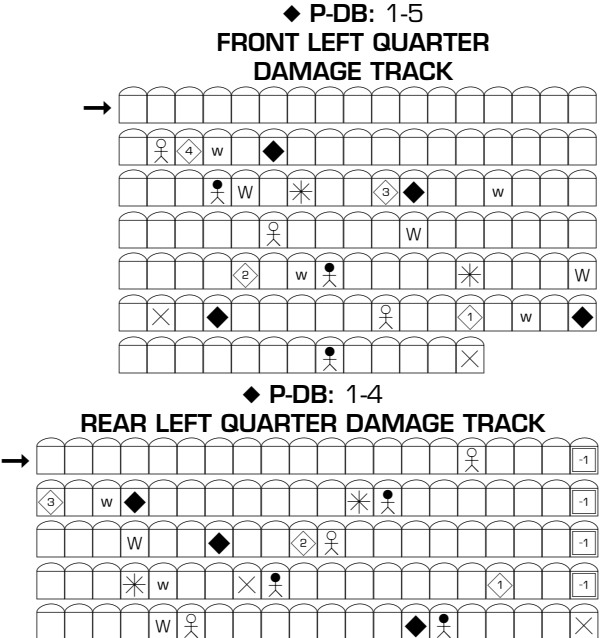 ◆ P-DB: 1-5
FRONT LEFT QUARTER
DAMAGE TRACK
4 w
W 3 w
W
2 w W
1 w
◆ P-DB: 1-4
REAR LEFT QUARTER DAMAGE TRACK
-1
3 w -1
W 2 -1
w 1 -1
W